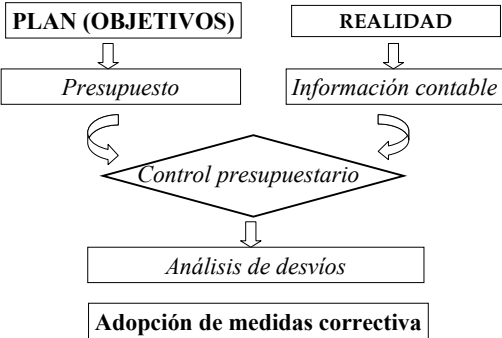 PLAN (OBJETIVOS)
REALIDAD
Presupuesto
Información contable
Control presupuestario
Análisis de desvíos
Adopción de medidas correctiva